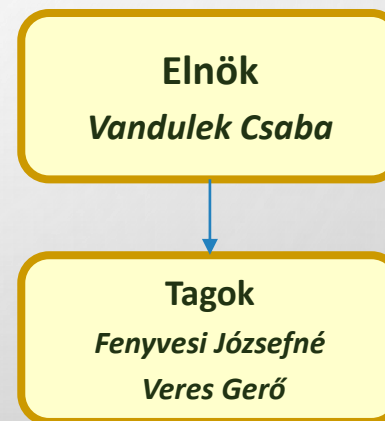 Elnök
Vandulek Csaba
Tagok
Fenyvesi Józsefné
Veres Gerő